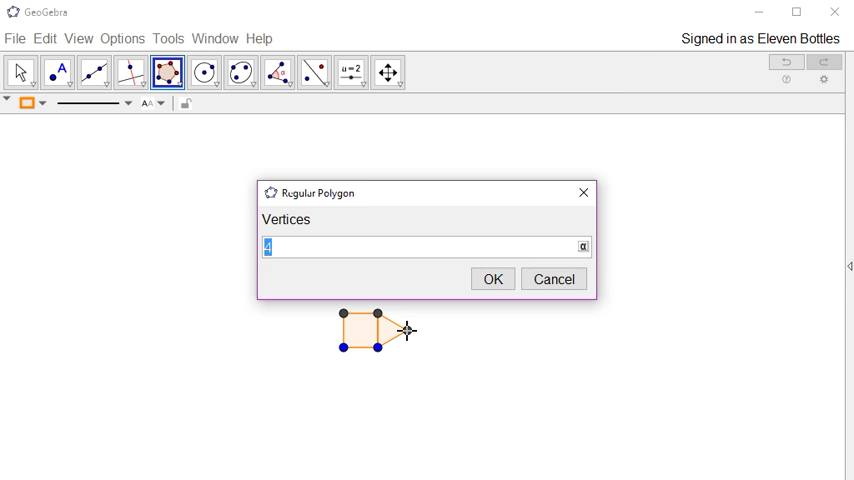 GeoGebra
File Edit View Options Tools Window Help
Signed in as Eleven Bottles
A
α
a=2
AA
Regular Polygon
Vertices
4
α
OK Cancel